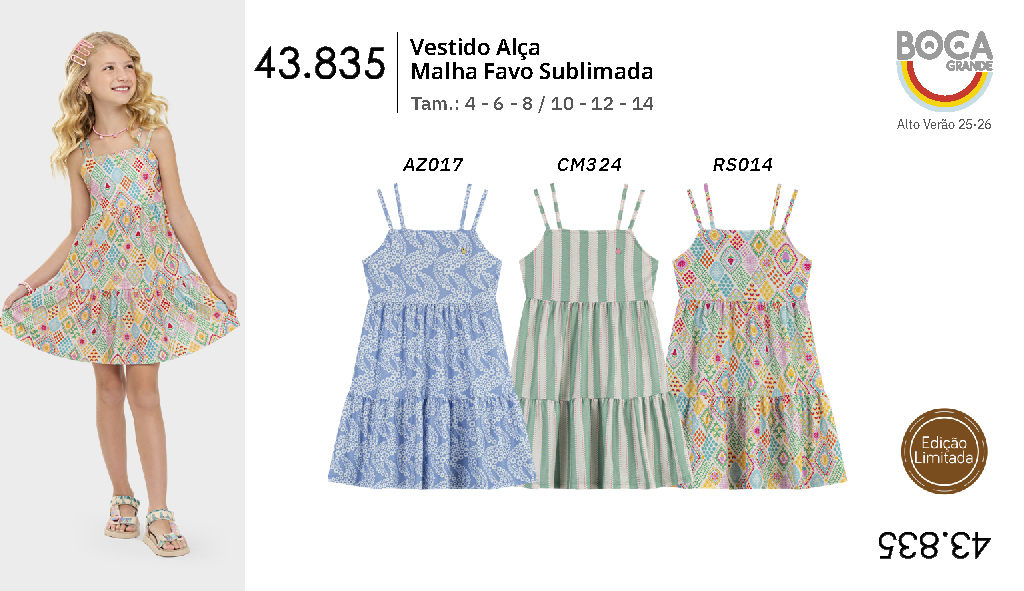 43.835
Vestido Alça
Malha Favo Sublimada
Tam.: 4 - 6 - 8 / 10 - 12 - 14
BOCA
GRANDE
Alto Verão 25-26
AZ017
CM324
RS014
Edição
Limitada
43.835